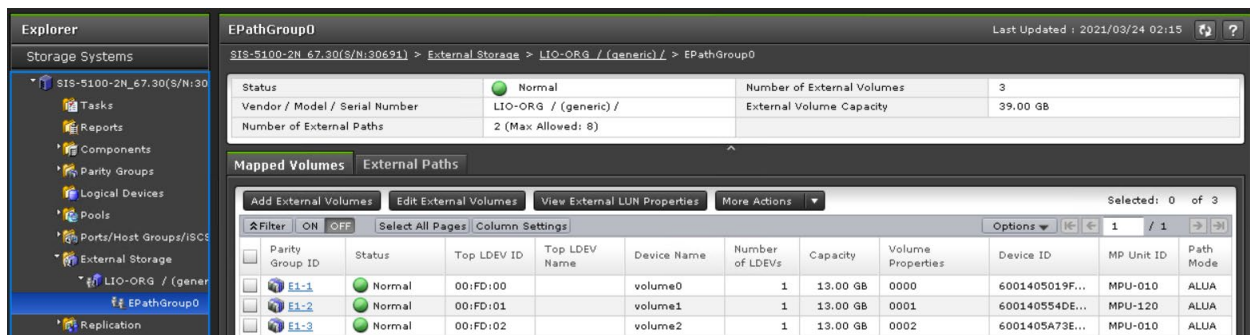 Explorer
Storage Systems
SIS-5100-2N_67.30(S/N:30
Tasks
Reports
Components
Parity Groups
Logical Devices
Pools
Ports/Host Groups/iSCS
External Storage
LIO-ORG / (gener
EPathGroup0
Replication
EPathGroup0
Last Updated : 2021/03/24 02:15
?
SIS-5100-2N_67.30(S/N:30691) > External Storage > LIO-ORG / (generic) / > EPathGroup0
Status Normal Number of External Volumes 3
Vendor / Model / Serial Number LIO-ORG / (generic) / External Volume Capacity 39.00 GB
Number of External Paths 2 (Max Allowed: 8)
Mapped Volumes External Paths
Add External Volumes Edit External Volumes View External LUN Properties More Actions Selected: 0 of 3
Filter ON OFF Select All Pages Column Settings Options 1 / 1
Parity Group ID Status Top LDEV ID Top LDEV Name Device Name Number of LDEVs Capacity Volume Properties Device ID MP Unit ID Path Mode
E1-1 Normal 00:FD:00 volume0 1 13.00 GB 0000 6001405019F... MPU-010 ALUA
E1-2 Normal 00:FD:01 volume1 1 13.00 GB 0001 600140554DE... MPU-120 ALUA
E1-3 Normal 00:FD:02 volume2 1 13.00 GB 0002 6001405A73E... MPU-010 ALUA